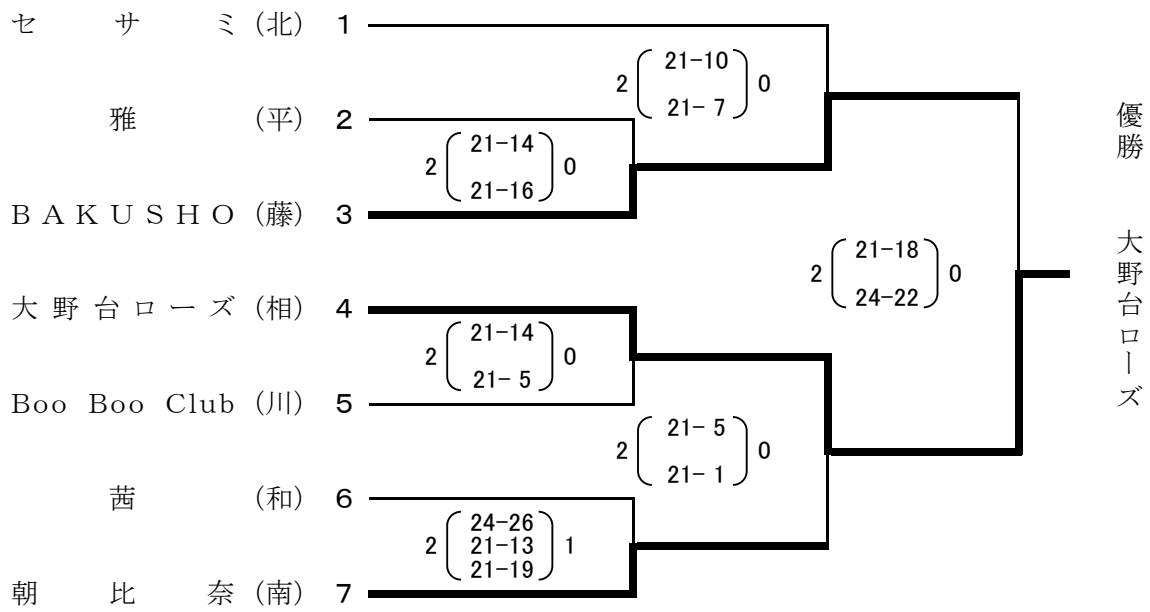 セサミ（北） 1
2 21-10 0
21- 7
雅（平） 2
2 21-14 0
21-16
BAKUSHO（藤） 3
2 21-18 0
24-22
大野台ローズ（相） 4
2 21-14 0
21- 5
Boo Boo Club（川） 5
2 21- 5 0
21- 1
茜（和） 6
2 24-26 1
21-13
21-19
朝比奈（南） 7
優勝 大野台ローズ